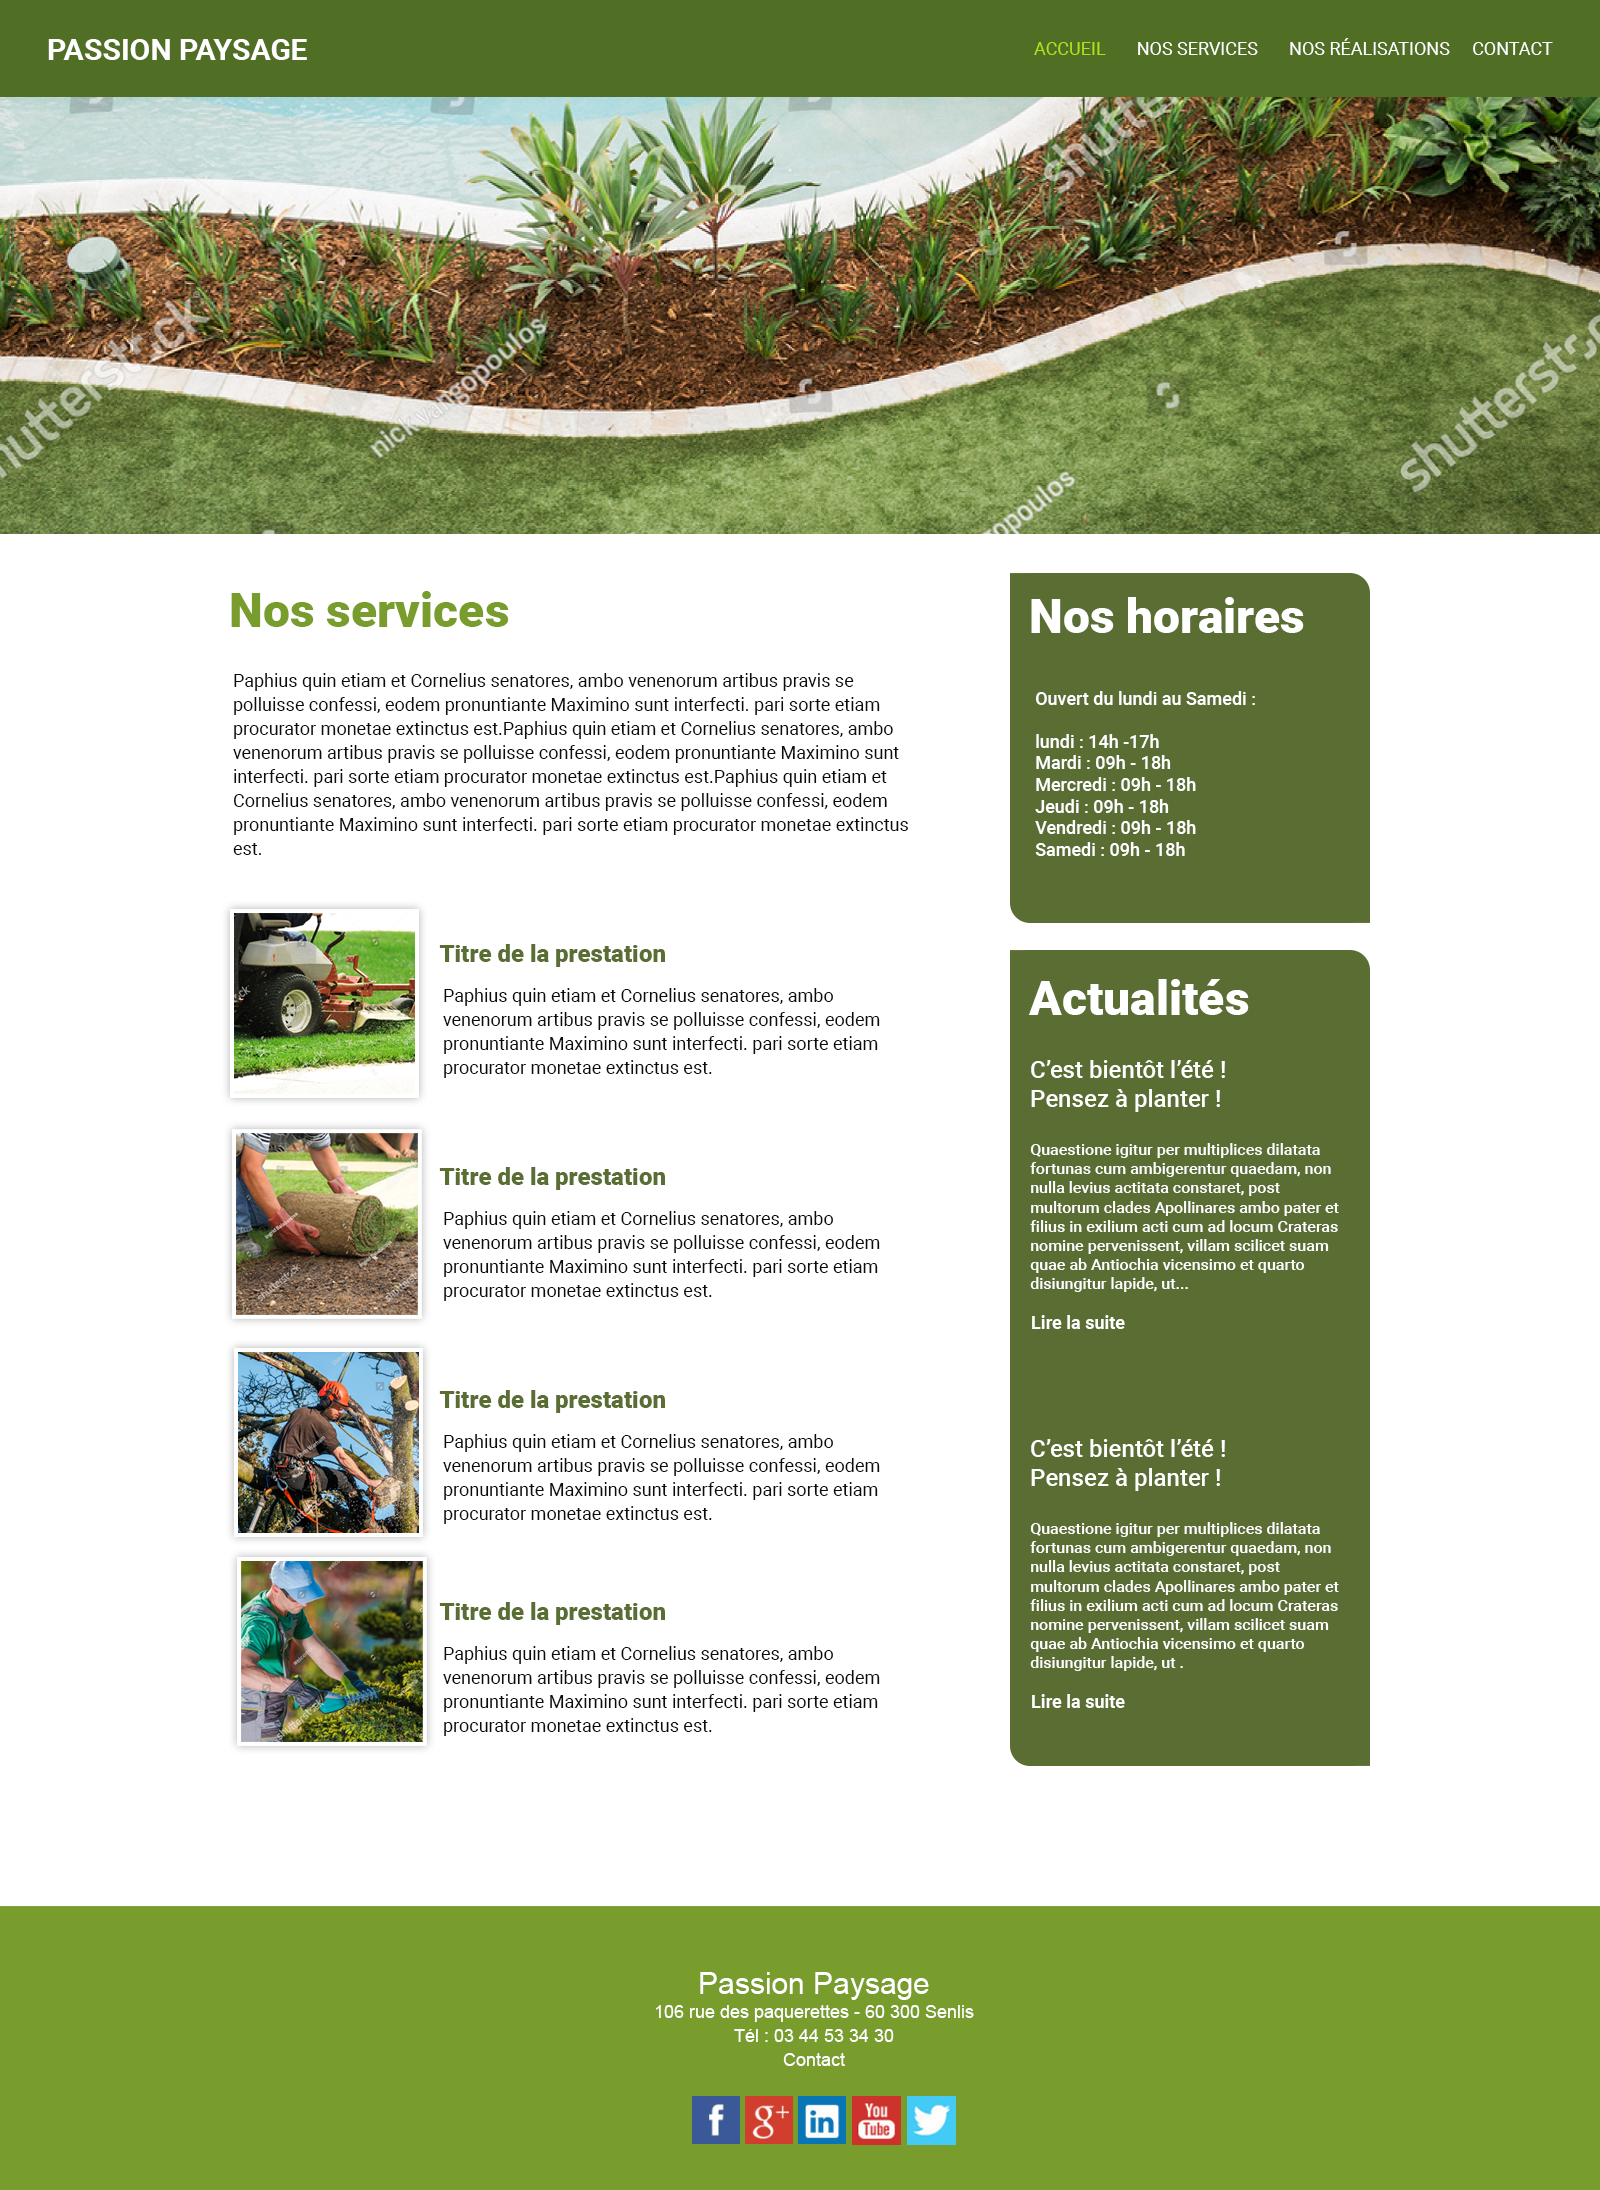 PASSION PAYSAGE
ACCUEIL NOS SERVICES NOS RÉALISATIONS CONTACT
shutterstock
nick vangopoulos
shutterst
Nos services
Paphius quin etiam et Cornelius senatores, ambo venenorum artibus pravis se
polluisse confessi, eodem pronuntiante Maximino sunt interfecti. pari sorte etiam
procurator monetae extinctus est.Paphius quin etiam et Cornelius senatores, ambo
venenorum artibus pravis se polluisse confessi, eodem pronuntiante Maximino sunt
interfecti. pari sorte etiam procurator monetae extinctus est.Paphius quin etiam et
Cornelius senatores, ambo venenorum artibus pravis se polluisse confessi, eodem
pronuntiante Maximino sunt interfecti. pari sorte etiam procurator monetae extinctus
est.
Titre de la prestation
Paphius quin etiam et Cornelius senatores, ambo
venenorum artibus pravis se polluisse confessi, eodem
pronuntiante Maximino sunt interfecti. pari sorte etiam
procurator monetae extinctus est.
Titre de la prestation
Paphius quin etiam et Cornelius senatores, ambo
venenorum artibus pravis se polluisse confessi, eodem
pronuntiante Maximino sunt interfecti. pari sorte etiam
procurator monetae extinctus est.
Titre de la prestation
Paphius quin etiam et Cornelius senatores, ambo
venenorum artibus pravis se polluisse confessi, eodem
pronuntiante Maximino sunt interfecti. pari sorte etiam
procurator monetae extinctus est.
Titre de la prestation
Paphius quin etiam et Cornelius senatores, ambo
venenorum artibus pravis se polluisse confessi, eodem
pronuntiante Maximino sunt interfecti. pari sorte etiam
procurator monetae extinctus est.
Nos horaires
Ouvert du lundi au Samedi :
lundi : 14h -17h
Mardi : 09h - 18h
Mercredi : 09h - 18h
Jeudi : 09h - 18h
Vendredi : 09h - 18h
Samedi : 09h - 18h
Actualités
C’est bientôt l’été !
Pensez à planter !
Quaestione igitur per multiplices dilatata
fortunas cum ambigerentur quaedam, non
nulla levius actitata constaret, post
multorum clades Apollinares ambo pater et
filius in exilium acti cum ad locum Crateras
nomine pervenissent, villam scilicet suam
quae ab Antiochia vicensimo et quarto
disiungitur lapide, ut...
Lire la suite
C’est bientôt l’été !
Pensez à planter !
Quaestione igitur per multiplices dilatata
fortunas cum ambigerentur quaedam, non
nulla levius actitata constaret, post
multorum clades Apollinares ambo pater et
filius in exilium acti cum ad locum Crateras
nomine pervenissent, villam scilicet suam
quae ab Antiochia vicensimo et quarto
disiungitur lapide, ut .
Lire la suite
Passion Paysage
106 rue des paquerettes - 60 300 Senlis
Tél : 03 44 53 34 30
Contact
f g+ in You Tube